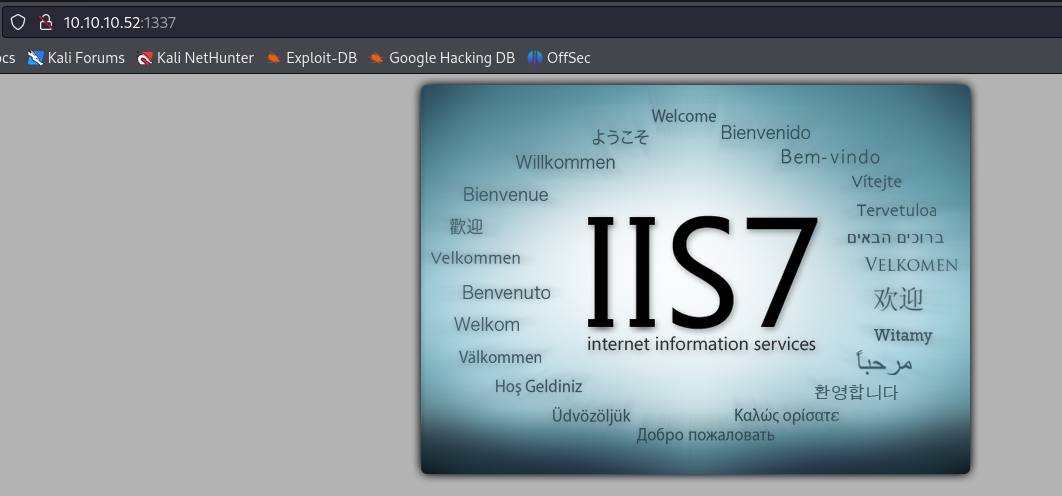 10.10.10.52:1337
ocs Kali Forums Kali NetHunter Exploit-DB Google Hacking DB OffSec
Welcome
ようこそ
Bienvenido
Willkommen
Bem-vindo
Bienvenue
Vítejte
歡迎
Tervetuloa
ברוכים הבאים
Velkommen
VELKOMEN
Benvenuto
欢迎
Welkom
Witamy
Välkommen
مرحباً
Hoş Geldiniz
환영합니다
Üdvözöljük
Καλώς ορίσατε
Добро пожаловать
IIS7
internet information services